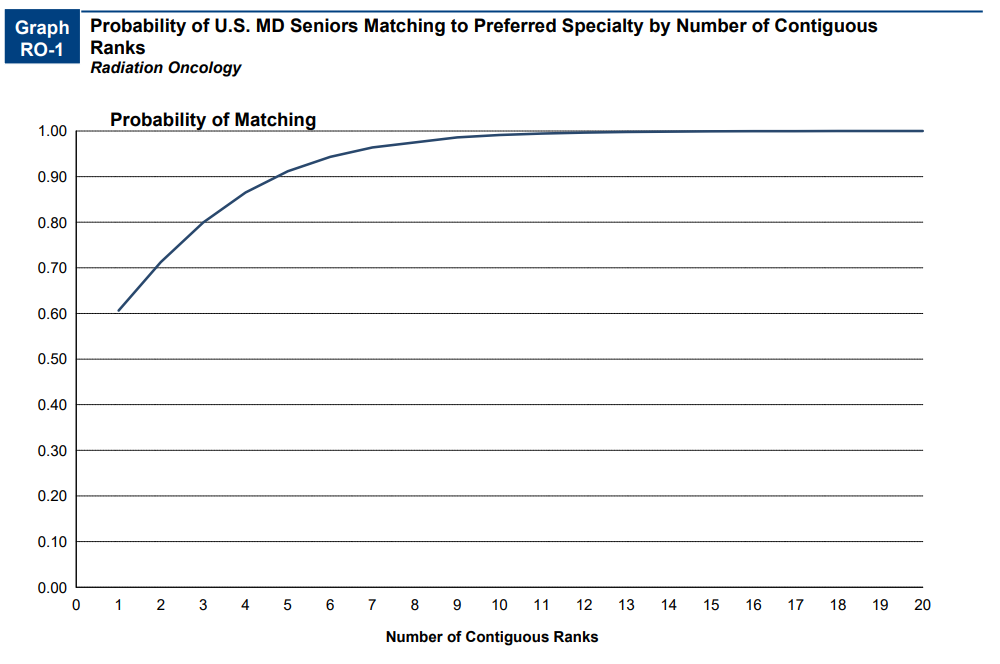 Graph
RO-1
Probability of U.S. MD Seniors Matching to Preferred Specialty by Number of Contiguous
Ranks
Radiation Oncology
Probability of Matching
1.00
0.90
0.80
0.70
0.60
0.50
0.40
0.30
0.20
0.10
0.00
0 1 2 3 4 5 6 7 8 9 10 11 12 13 14 15 16 17 18 19 20
Number of Contiguous Ranks